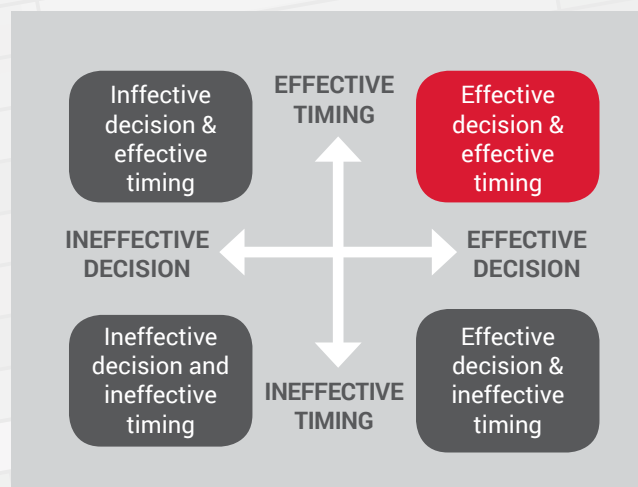 Inffective
decision &
effective
timing
EFFECTIVE
TIMING
Effective
decision &
effective
timing
INEFFECTIVE
DECISION
EFFECTIVE
DECISION
Ineffective
decision and
ineffective
timing
INEFFECTIVE
TIMING
Effective
decision &
ineffective
timing